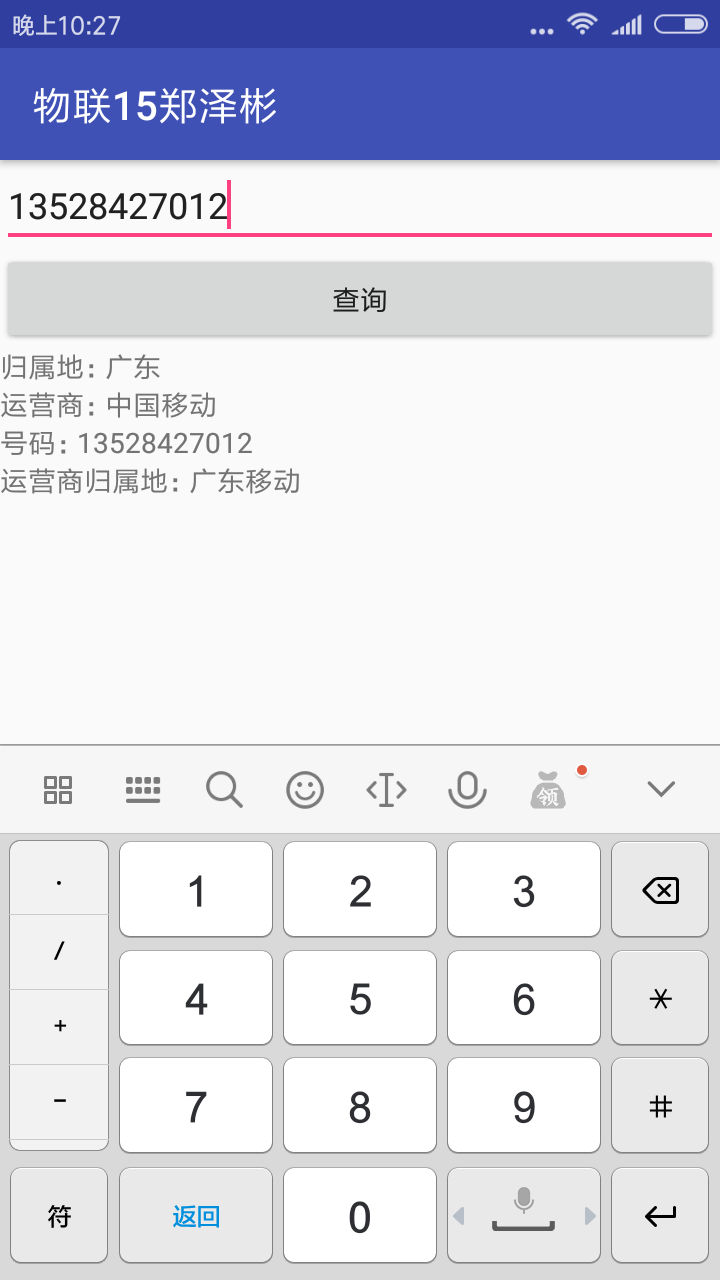 晚上10:27
物联15郑泽彬
13528427012
查询
归属地: 广东
运营商: 中国移动
号码: 13528427012
运营商归属地: 广东移动
领
.
1
2
3
/
4
5
6
*
+
7
8
9
#
-
符
返回
0